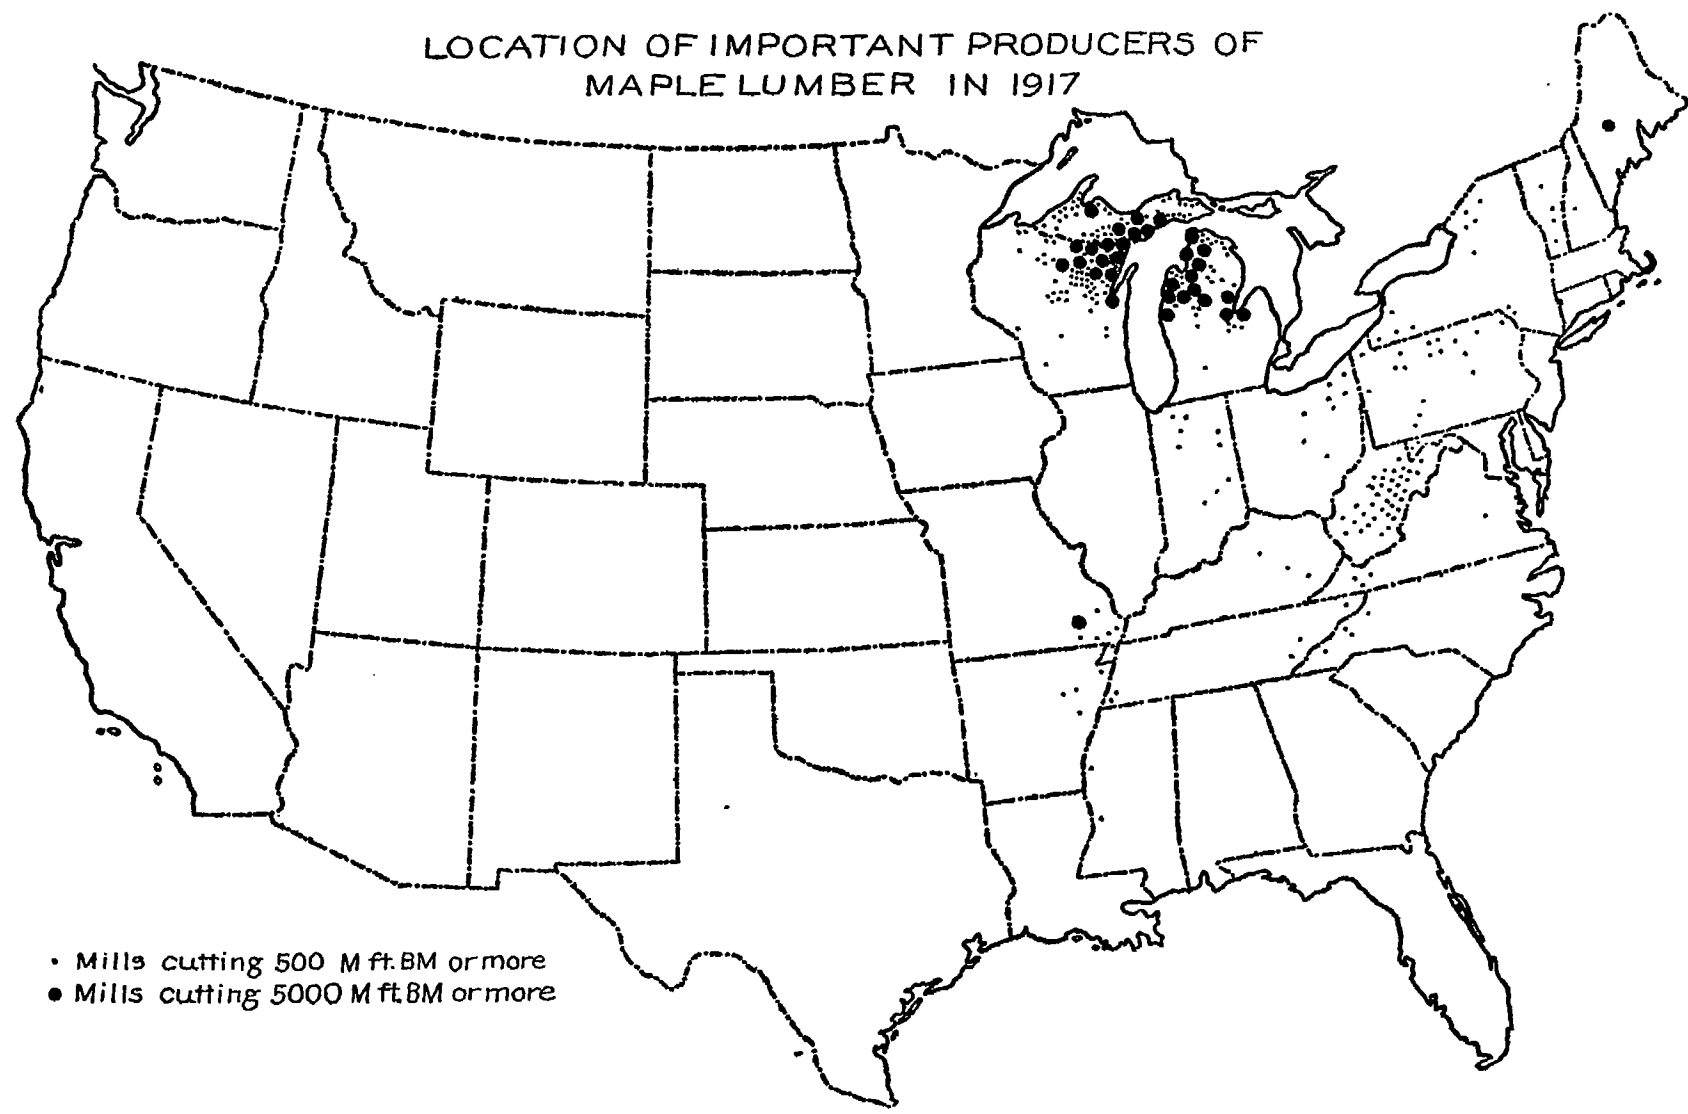 LOCATION OF IMPORTANT PRODUCERS OF
MAPLE LUMBER IN 1917
Mills cutting 500 M ft. BM or more
Mills cutting 5000 M ft. BM or more